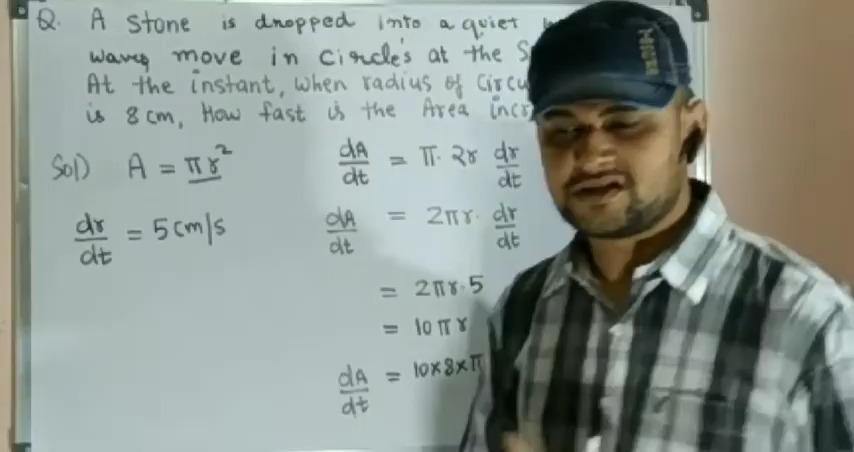 Q. A stone is dropped into a quiet
waves move in circle's at the S
At the instant, when radius of Circu
is 8 cm, How fast is the Area incr
Sol) A = πr² dA/dt = π. 2r dr/dt
dr/dt = 5 cm/s dA/dt = 2πr. dr/dt
= 2πr.5
= 10πr
dA/dt = 10×8×π